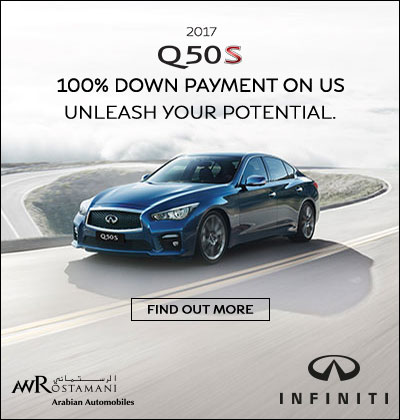 2017
Q50S
100% DOWN PAYMENT ON US
UNLEASH YOUR POTENTIAL.
Q50S
FIND OUT MORE
AWR الرستماني
ROSTAMANI
Arabian Automobiles
INFINITI